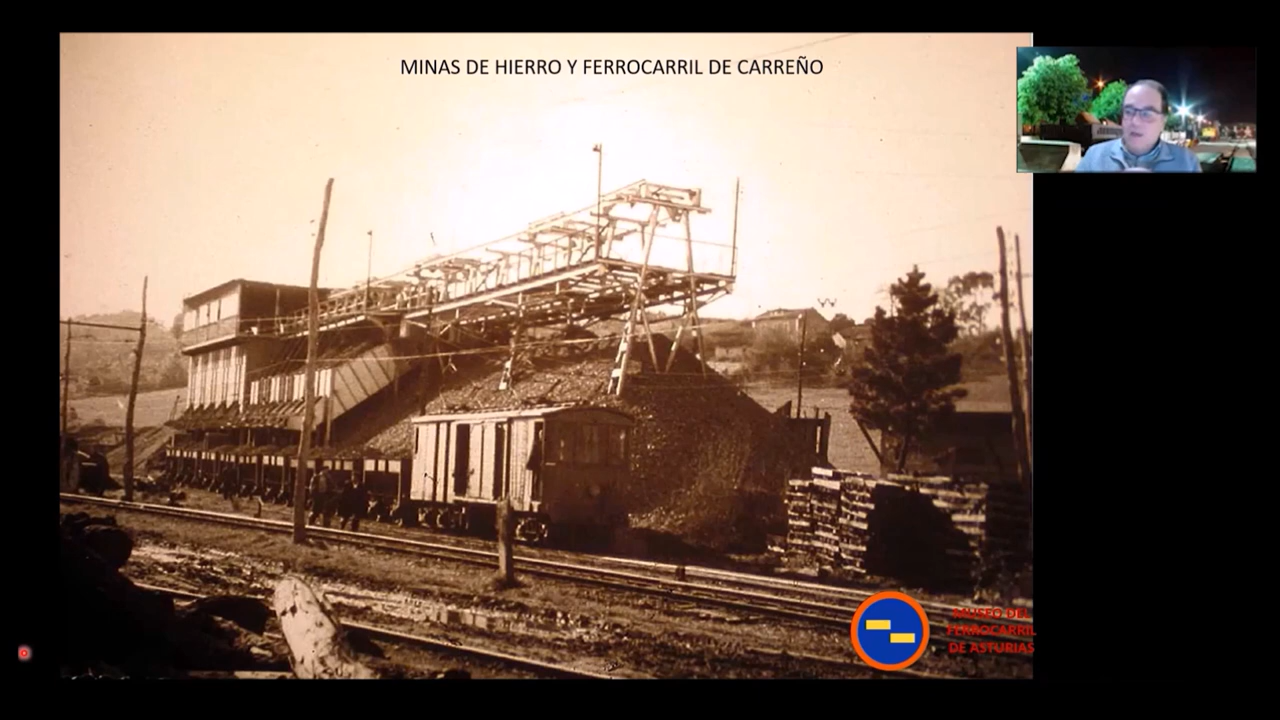 MINAS DE HIERRO Y FERROCARRIL DE CARREÑO
MUSEO DEL
FERROCARRIL
DE ASTURIAS